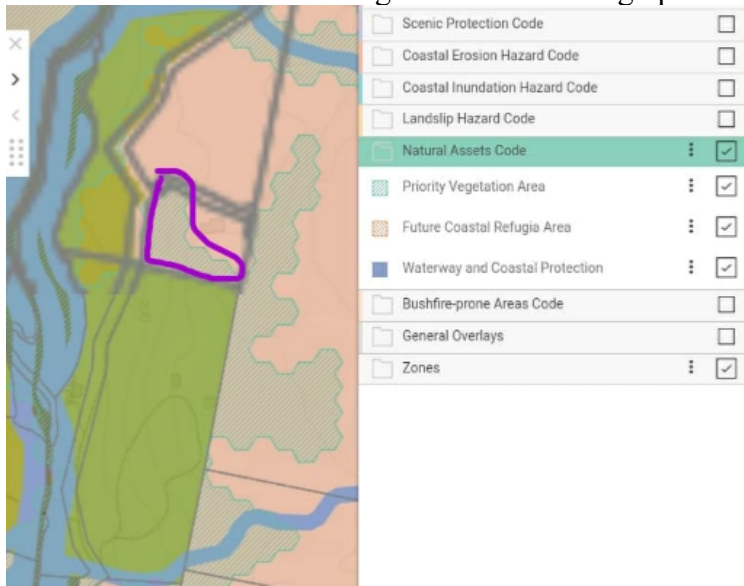 Scenic Protection Code
Coastal Erosion Hazard Code
Coastal Inundation Hazard Code
Landslip Hazard Code
Natural Assets Code
Priority Vegetation Area
Future Coastal Refugia Area
Waterway and Coastal Protection
Bushfire-prone Areas Code
General Overlays
Zones